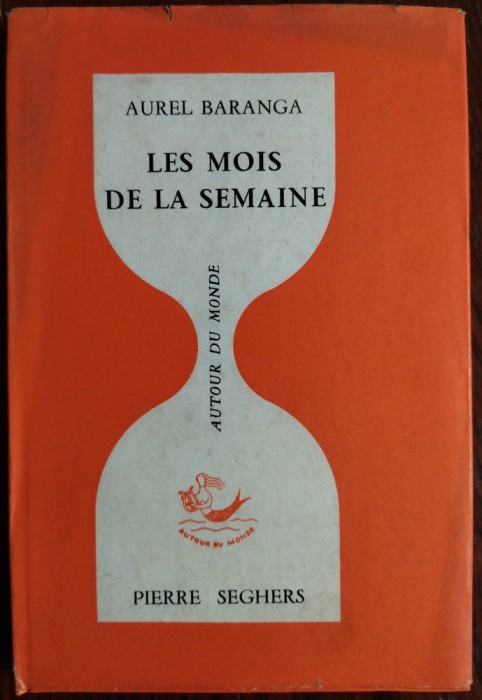 AUREL BARANGA
LES MOIS
DE LA SEMAINE
AUTOUR DU MONDE
AUTOUR DU MONDE
PIERRE SEGHERS